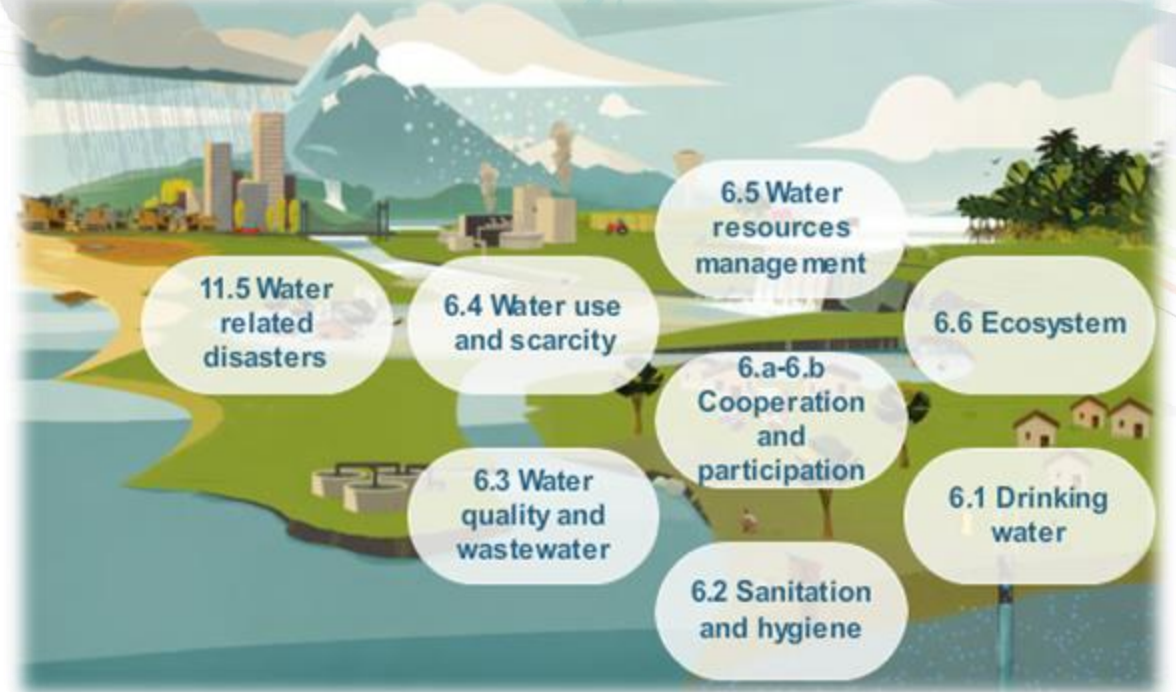 6.5 Water
resources
management
11.5 Water
related
disasters
6.4 Water use
and scarcity
6.6 Ecosystem
6.a-6.b
Cooperation
and
participation
6.3 Water
quality and
wastewater
6.1 Drinking
water
6.2 Sanitation
and hygiene